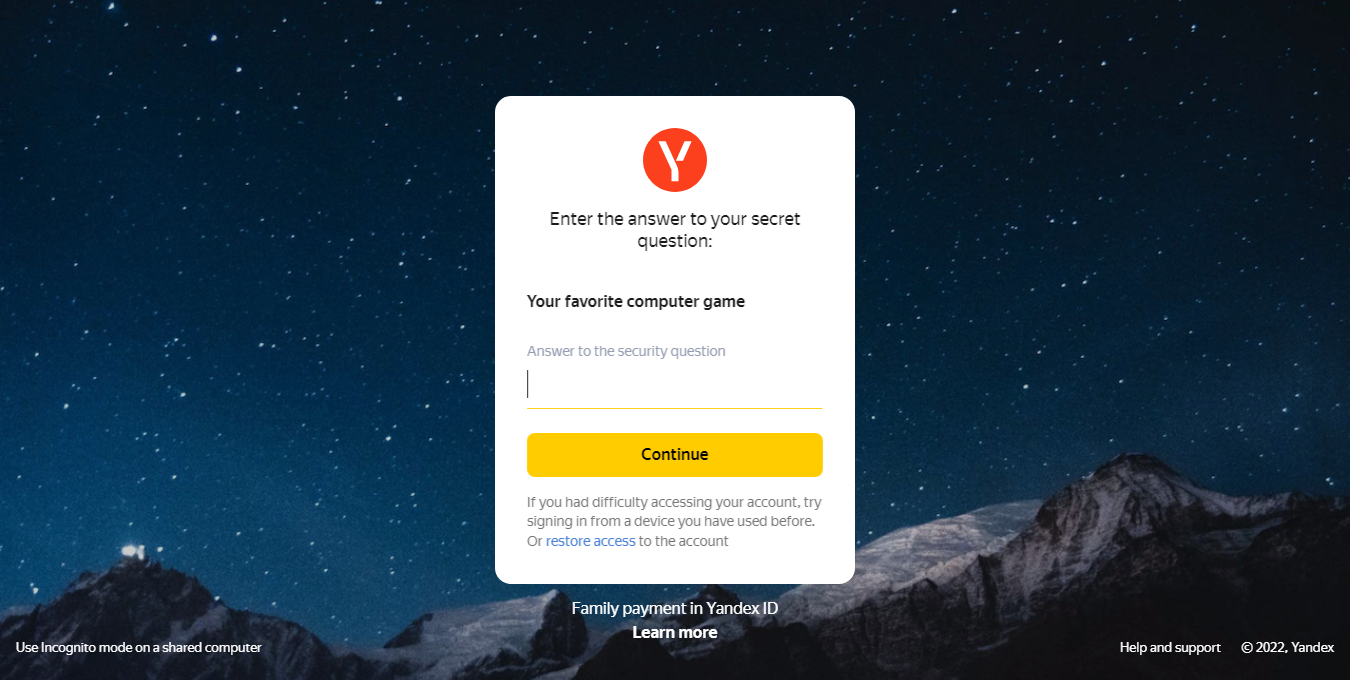 Y
Enter the answer to your secret
question:
Your favorite computer game
Answer to the security question
Continue
If you had difficulty accessing your account, try
signing in from a device you have used before.
Or restore access to the account
Family payment in Yandex ID
Learn more
Use Incognito mode on a shared computer
Help and support
© 2022, Yandex